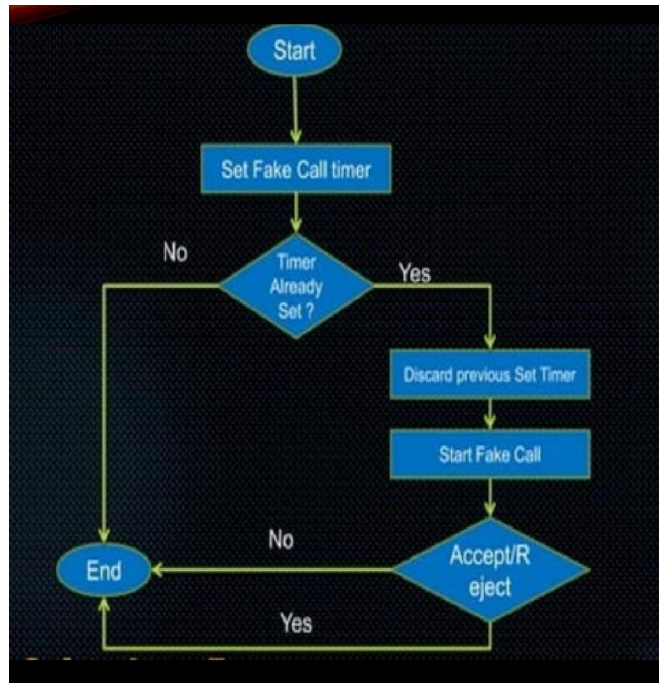 Start
Set Fake Call timer
No
Timer
Already
Set ?
Yes
Discard previous Set Timer
Start Fake Call
No
Accept/R
eject
End
Yes